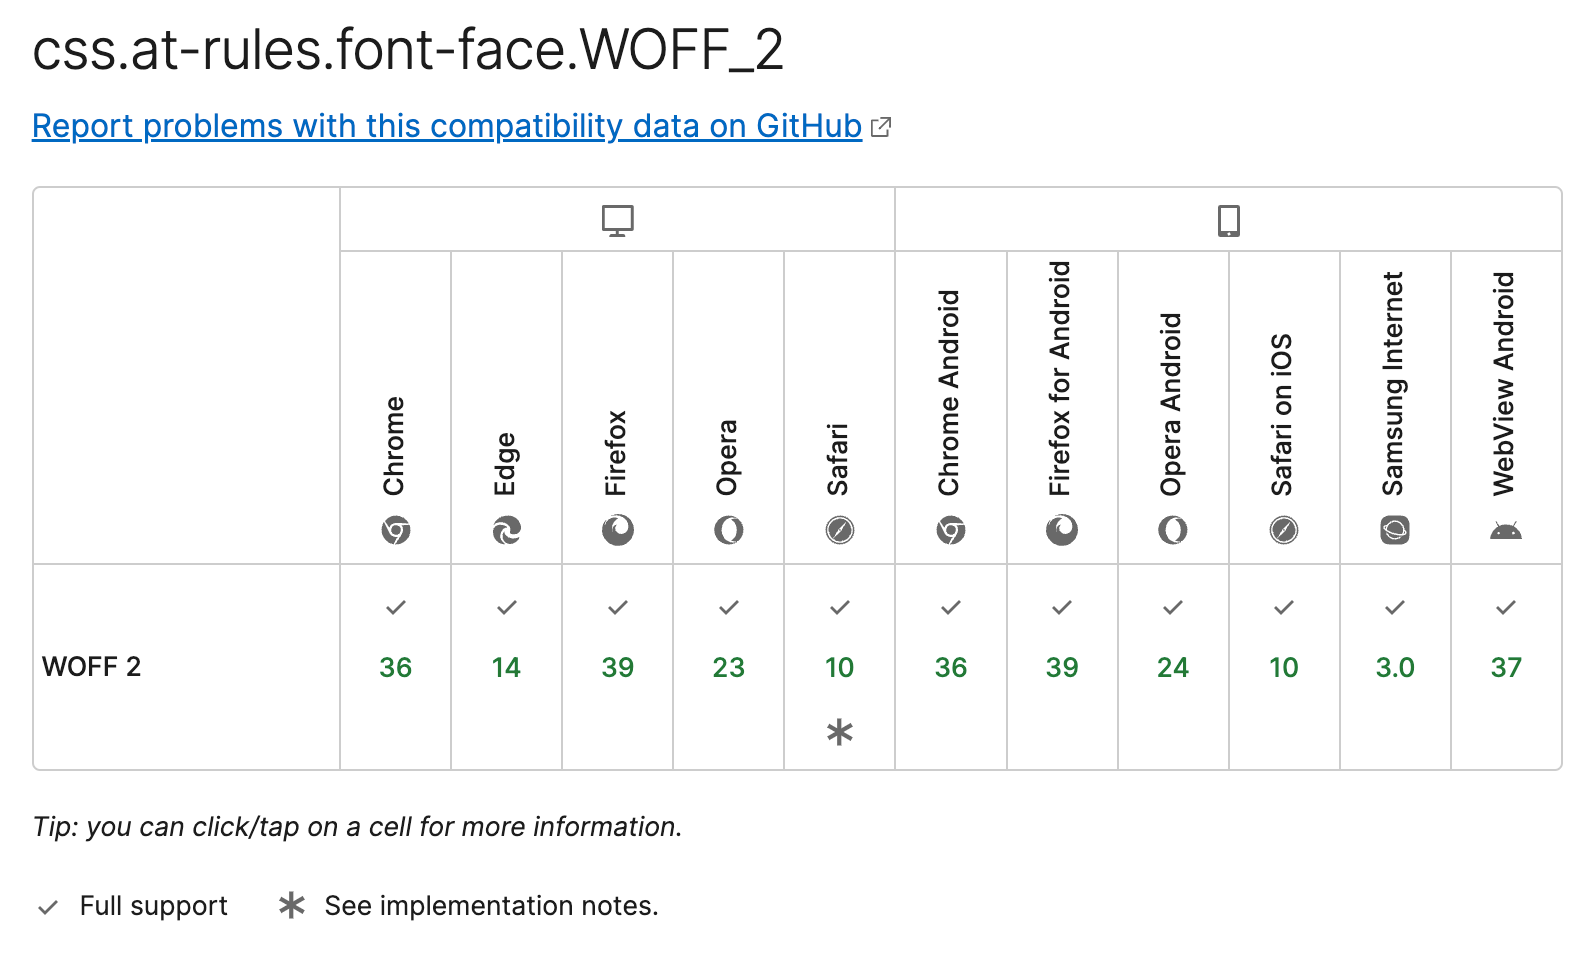 css.at-rules.font-face.WOFF_2
Report problems with this compatibility data on GitHub
Chrome
Edge
Firefox
Opera
Safari
Chrome Android
Firefox for Android
Opera Android
Safari on iOS
Samsung Internet
WebView Android
WOFF 2 36 14 39 23 10 36 39 24 10 3.0 37
*
Tip: you can click/tap on a cell for more information.
Full support * See implementation notes.